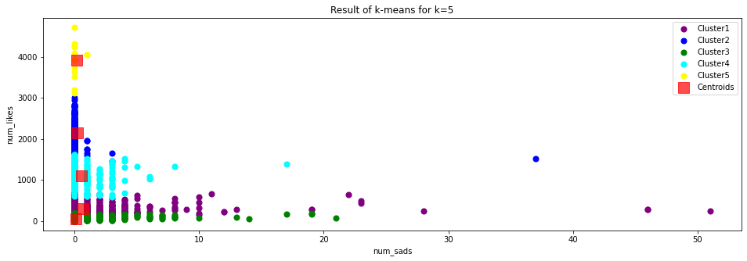 Result of k-means for k=5
Cluster1
Cluster2
Cluster3
Cluster4
Cluster5
Centroids
num_likes
4000
3000
2000
1000
0
0 10 20 30 40 50
num_sads